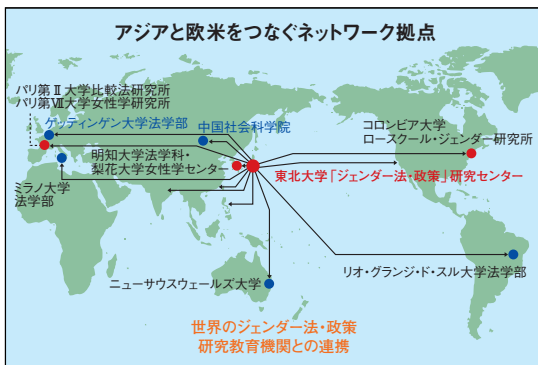 アジアと欧米をつなぐネットワーク拠点
パリ第Ⅱ大学比較法研究所
パリ第Ⅶ大学女性学研究所
ゲッティンゲン大学法学部
中国社会科学院
コロンビア大学
ロースクール・ジェンダー研究所
明知大学法学科・
梨花大学女性学センター
東北大学「ジェンダー法・政策」研究センター
ミラノ大学
法学部
ニューサウスウェールズ大学
リオ・グランジ・ド・スル大学法学部
世界のジェンダー法・政策
研究教育機関との連携